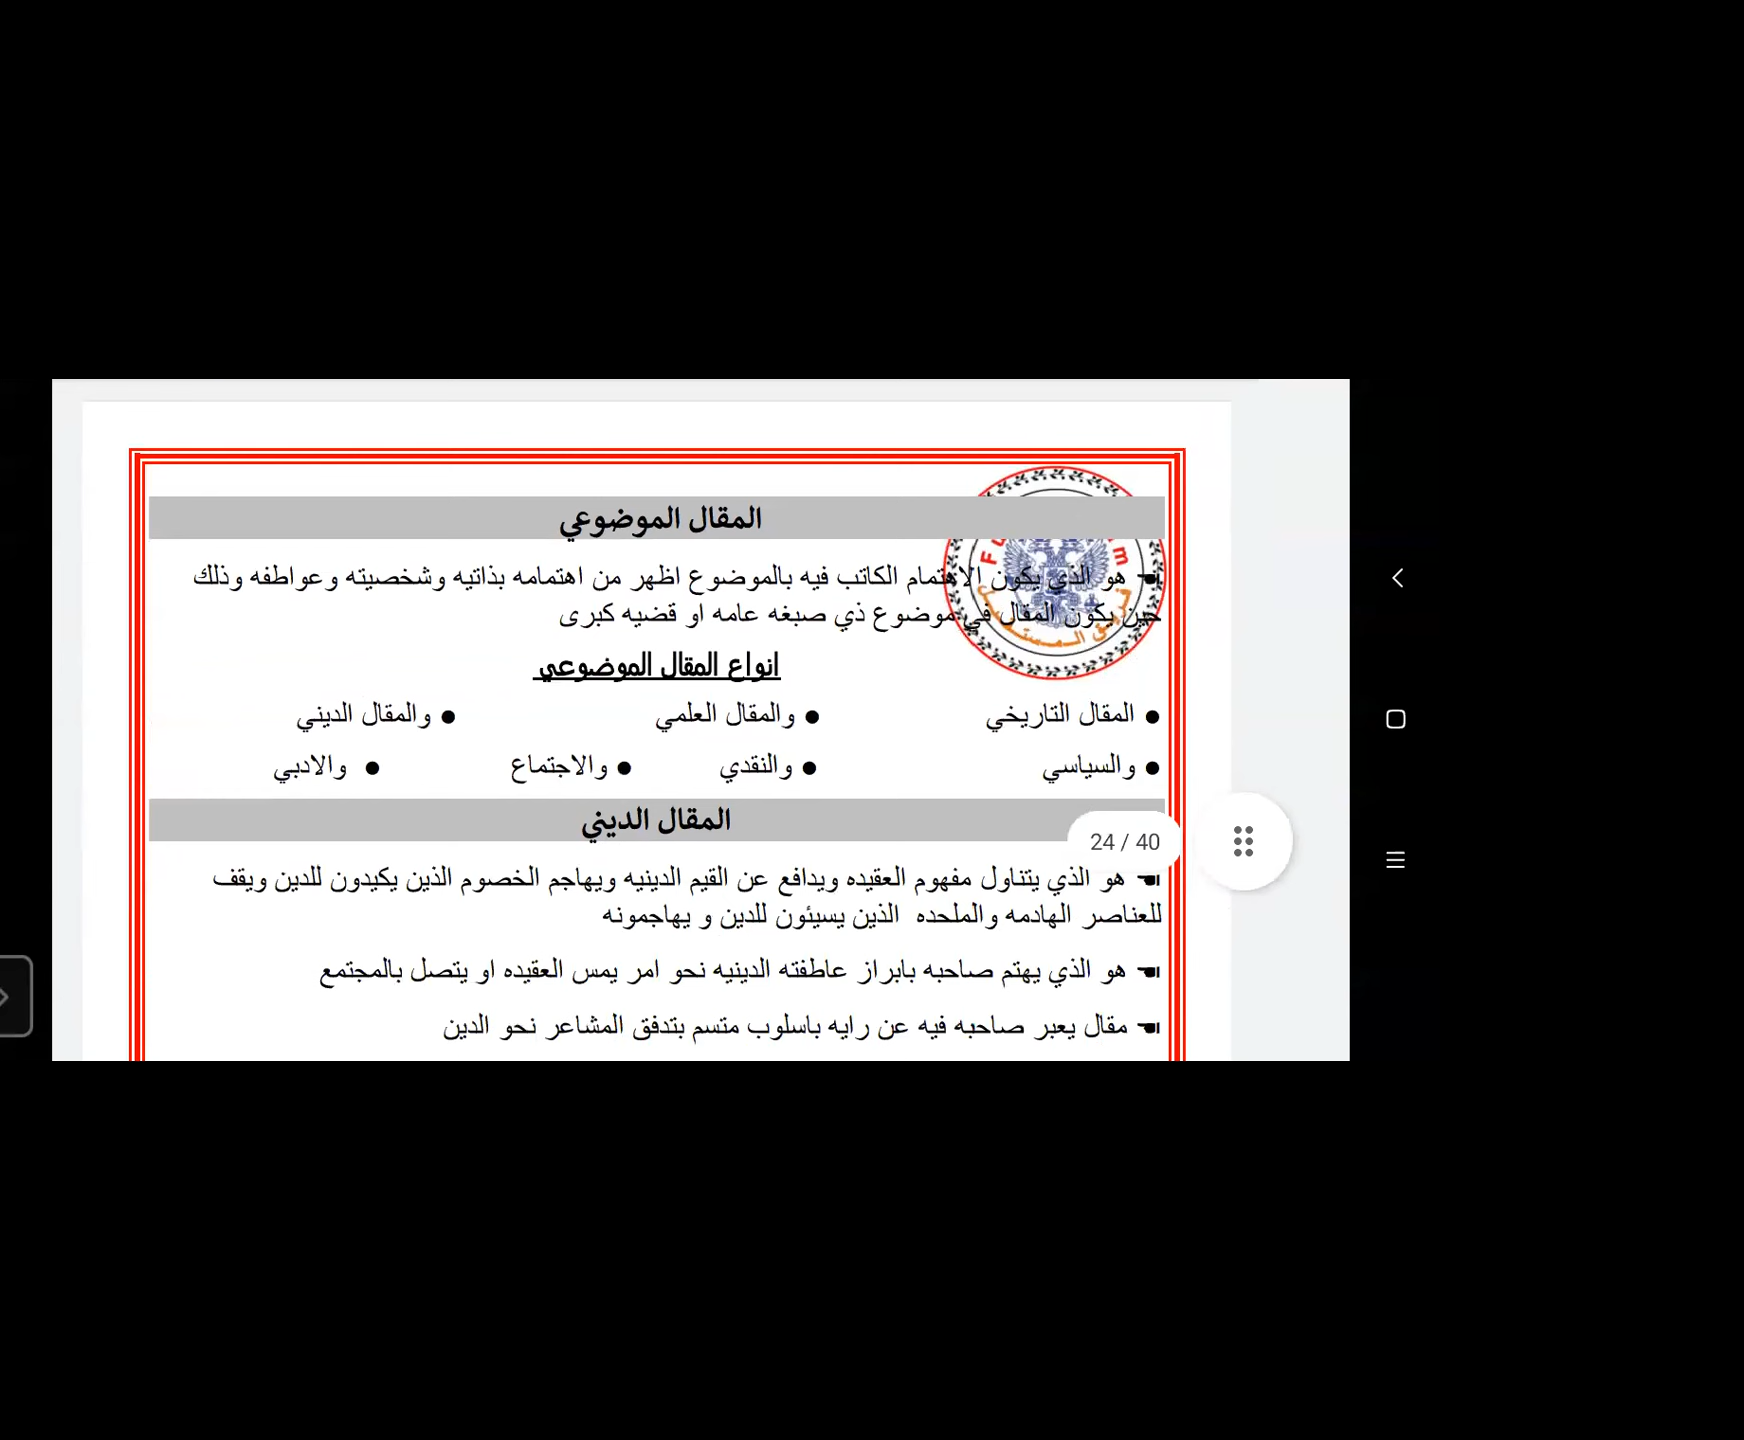 المقال الموضوعي
هو الذي يكون الاهتمام الكاتب فيه بالموضوع اظهر من اهتمامه بذاتيه وشخصيته وعواطفه وذلك
حين يكون المقال في موضوع ذي صبغه عامه او قضيه كبرى
انواع المقال الموضوعي
● المقال التاريخي ● والمقال العلمي ● والمقال الديني
● والسياسي ● والنقدي ● والاجتماع ● والادبي
المقال الديني
24 / 40
هو الذي يتناول مفهوم العقيده ويدافع عن القيم الدينيه ويهاجم الخصوم الذين يكيدون للدين ويقف
للعناصر الهادمه والملحده الذين يسيئون للدين و يهاجمونه
هو الذي يهتم صاحبه بابراز عاطفته الدينيه نحو امر يمس العقيده او يتصل بالمجتمع
مقال يعبر صاحبه فيه عن رايه باسلوب متسم بتدفق المشاعر نحو الدين
فريق المستقبل